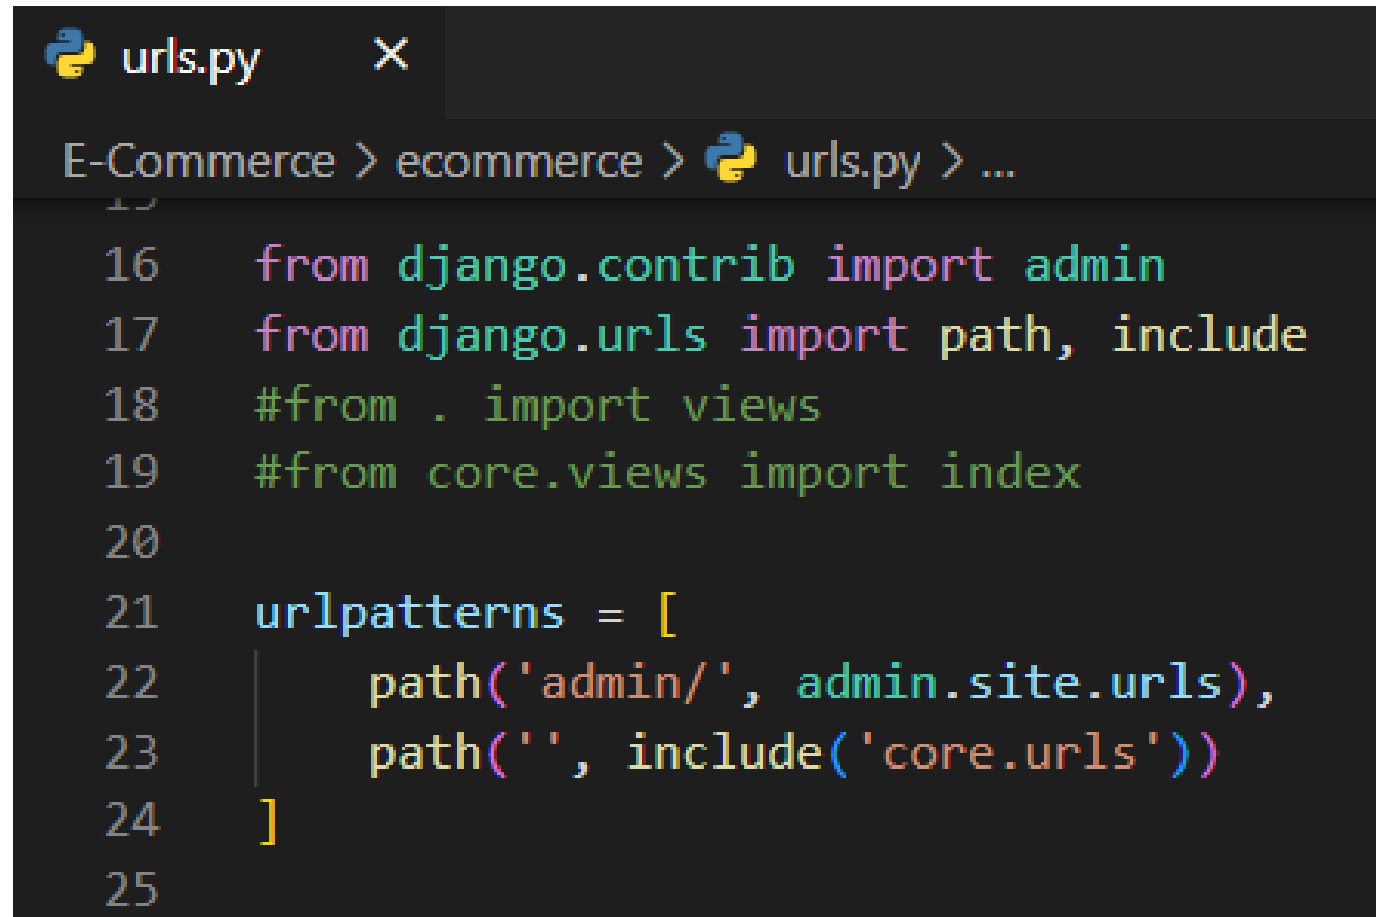 urls.py ×
E-Commerce > ecommerce > urls.py > ...
15
16 from django.contrib import admin
17 from django.urls import path, include
18 #from . import views
19 #from core.views import index
20
21 urlpatterns = [
22     path('admin/', admin.site.urls),
23     path('', include('core.urls'))
24 ]
25